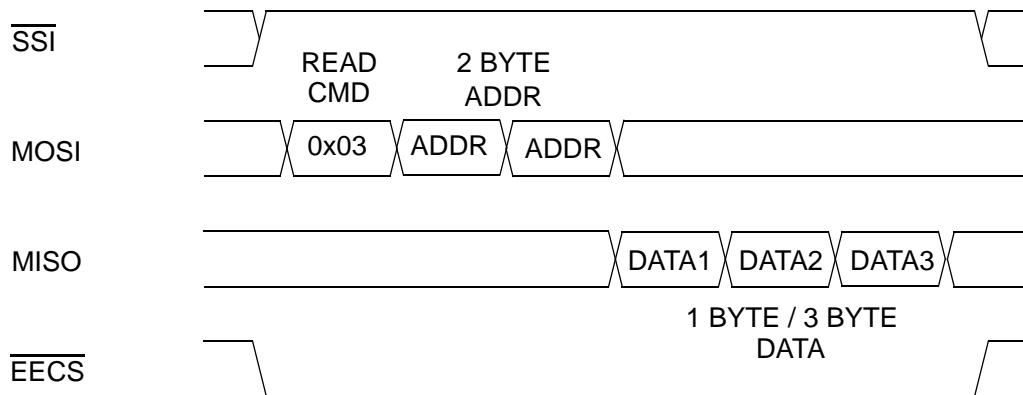 SSI
READ 2 BYTE
CMD ADDR
MOSI 0x03 ADDR ADDR
MISO DATA1 DATA2 DATA3
1 BYTE / 3 BYTE
DATA
EECS